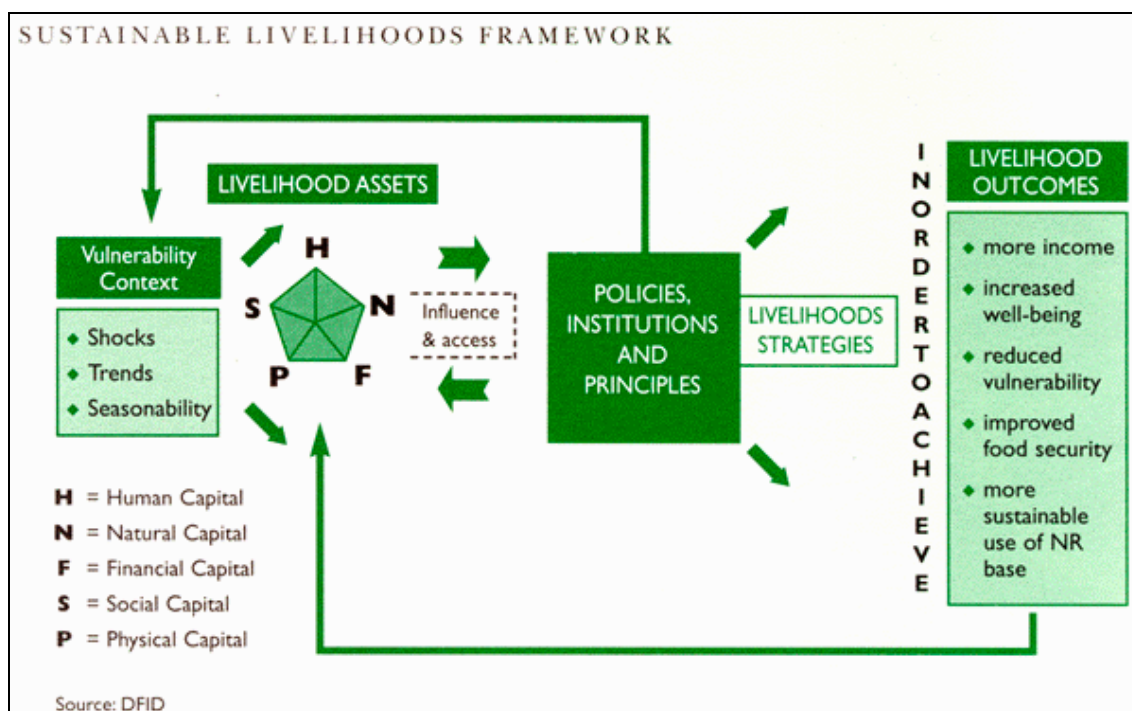 SUSTAINABLE LIVELIHOODS FRAMEWORK
LIVELIHOOD ASSETS
Vulnerability
Context
Shocks
Trends
Seasonability
H
S
N
P
F
Influence
& access
POLICIES,
INSTITUTIONS
AND
PRINCIPLES
LIVELIHOODS
STRATEGIES
INORDERTOACHIEVE
LIVELIHOOD
OUTCOMES
more income
increased
well-being
reduced
vulnerability
improved
food security
more
sustainable
use of NR
base
H = Human Capital
N = Natural Capital
F = Financial Capital
S = Social Capital
P = Physical Capital
Source: DFID